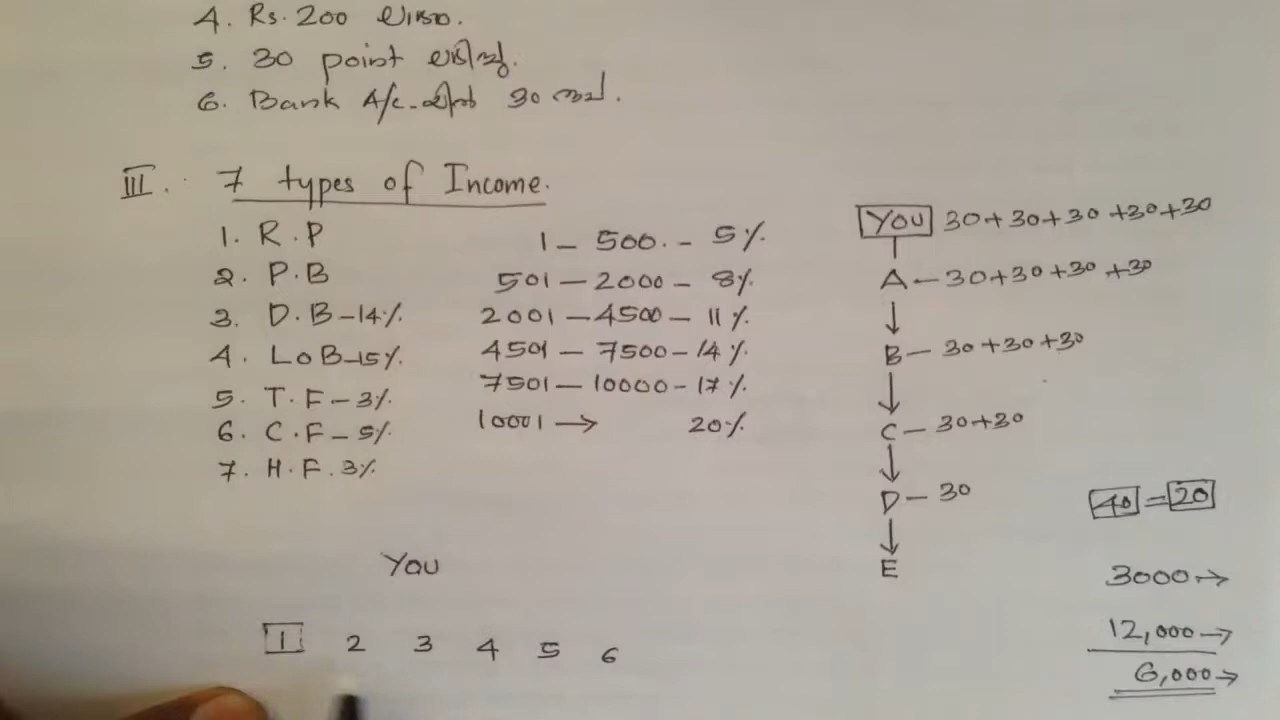 4. Rs. 200 ലാഭം.
5. 30 point
6. Bank A/c-യിൽ 30
III. 7 types of Income.
1. R.P
2. P.B
3. D.B-14%
4. LOB-15%
5. T.F-3%
6. C.F-5%
7. H.F. 3%
1 - 500. - 5%
501 - 2000 - 8%
2001 - 4500 - 11%
4501 - 7500 - 14%
7501 - 10000 - 17%
10001 → 20%
YOU 30+30+30+30+30
A - 30+30+30+30
↓
B - 30+30+30
↓
C - 30+30
↓
D - 30
↓
E
40 = 20
3000→
12,000→
6,000→
You
1 2 3 4 5 6